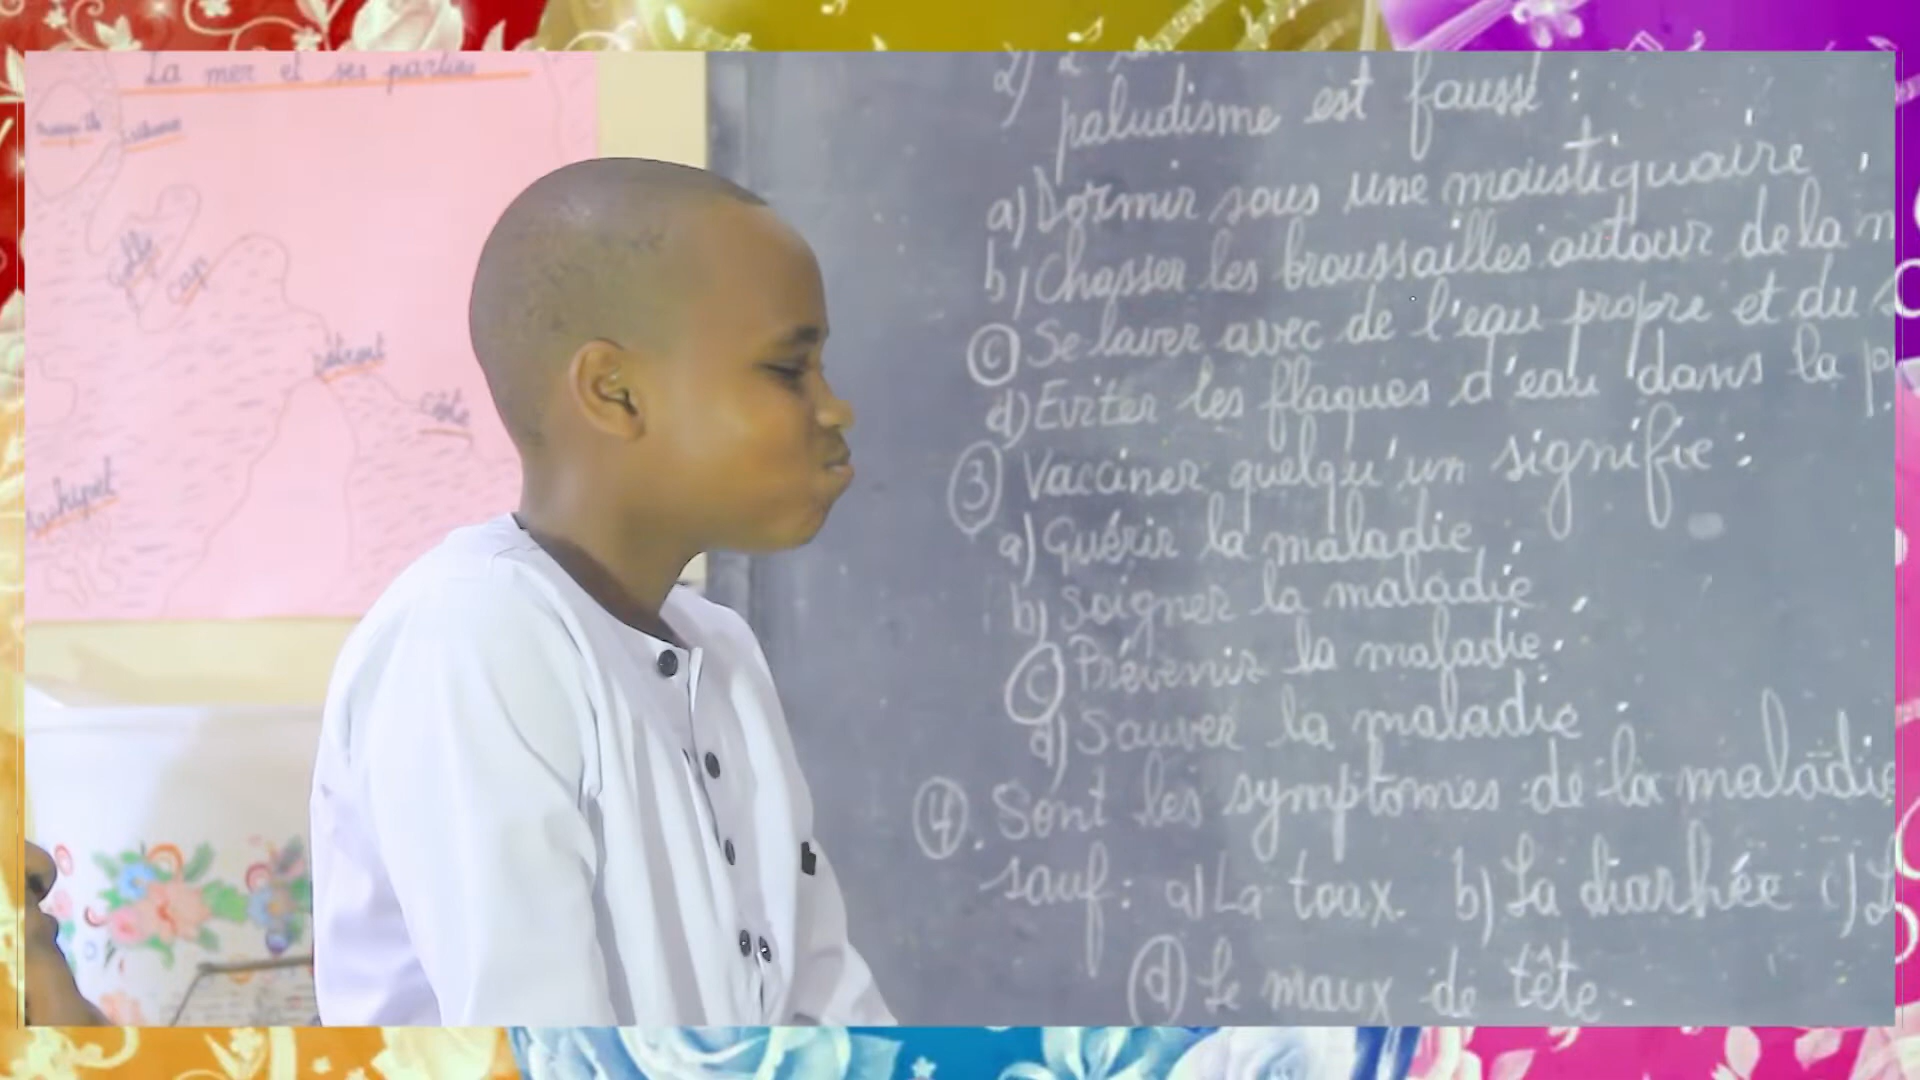 La mer et ses parties
golfe
cap
détroit
côte
2)
paludisme est fausse :
a) Dormir sous une moustiquaire
b) Chasser les broussailles autour de la
c) Se laver avec de l'eau propre et du
d) Eviter les flaques d'eau dans la
3 Vacciner quelqu'un signifie :
a) Guérir la maladie
b) Soigner la maladie
c) Prévenir la maladie.
d) Sauver la maladie
4. Sont les symptomes de la maladie
sauf : a) La toux. b) La diarhée c)
d) Le maux de tête.